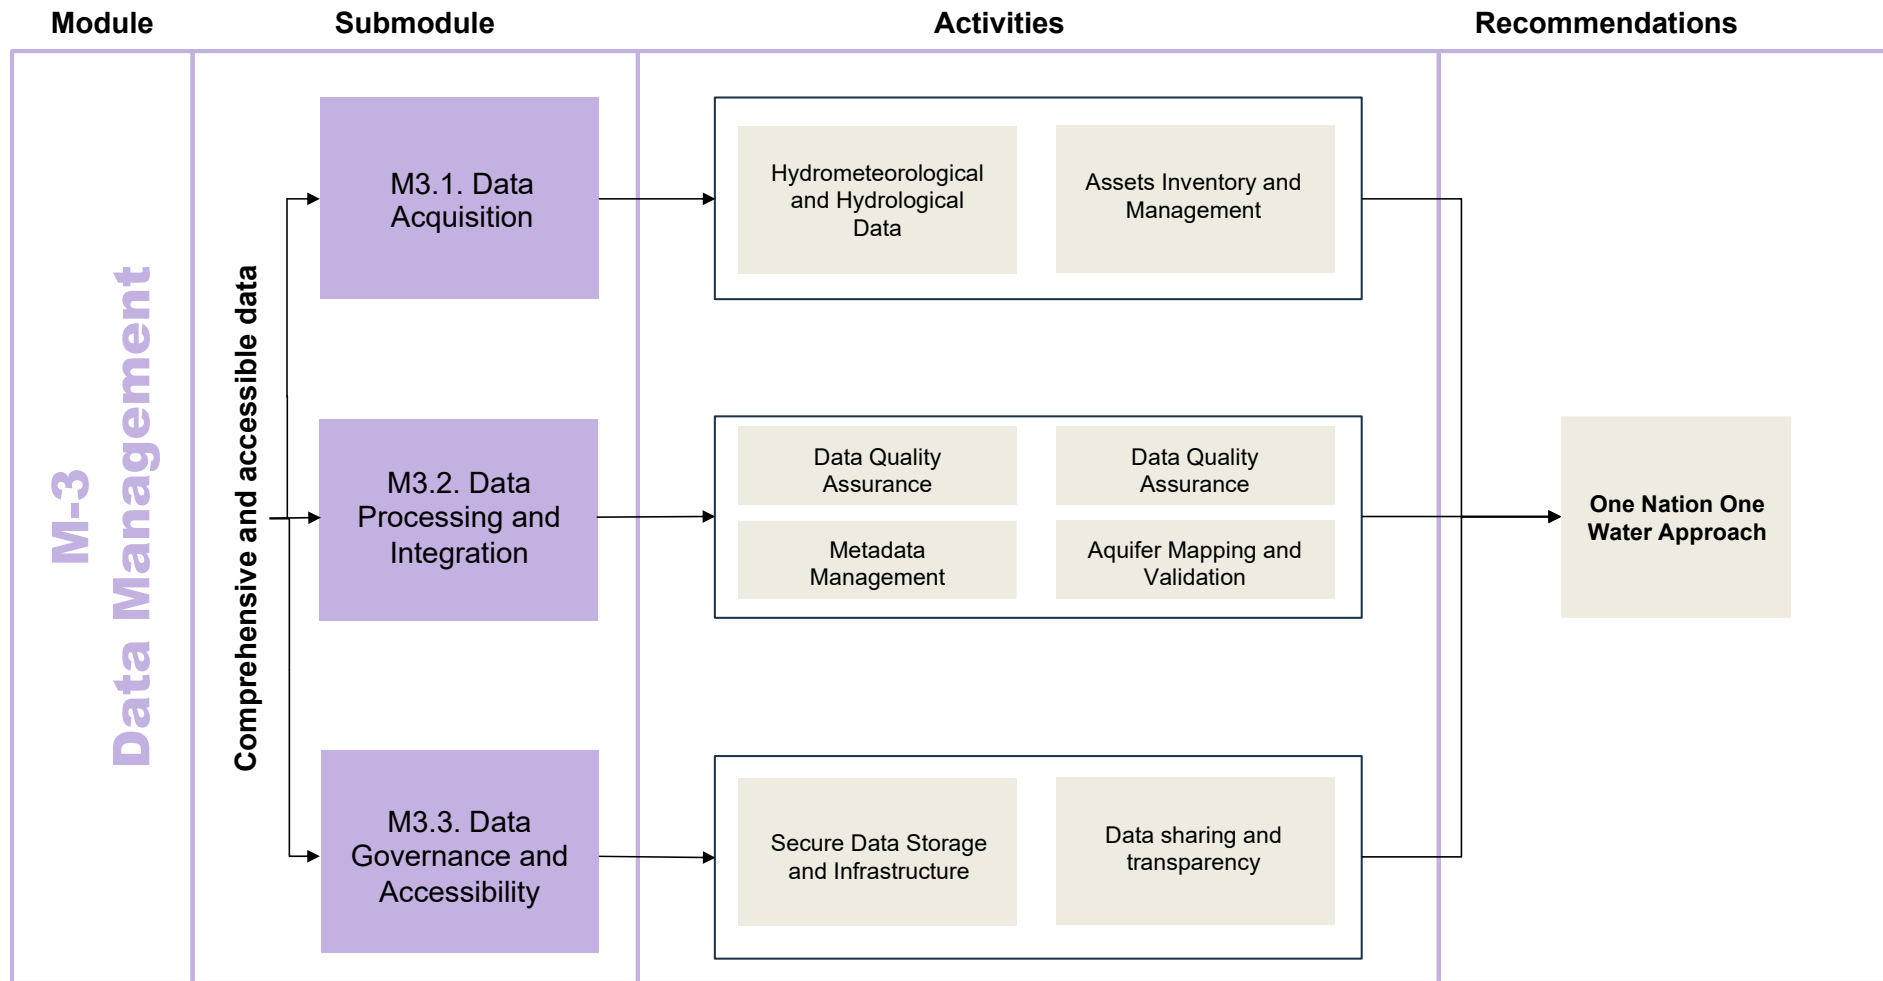 Module
Submodule
Activities
Recommendations
M-3
Data Management
Comprehensive and accessible data
M3.1. Data
Acquisition
Hydrometeorological
and Hydrological
Data
Assets Inventory and
Management
M3.2. Data
Processing and
Integration
Data Quality
Assurance
Data Quality
Assurance
Metadata
Management
Aquifer Mapping and
Validation
One Nation One
Water Approach
M3.3. Data
Governance and
Accessibility
Secure Data Storage
and Infrastructure
Data sharing and
transparency